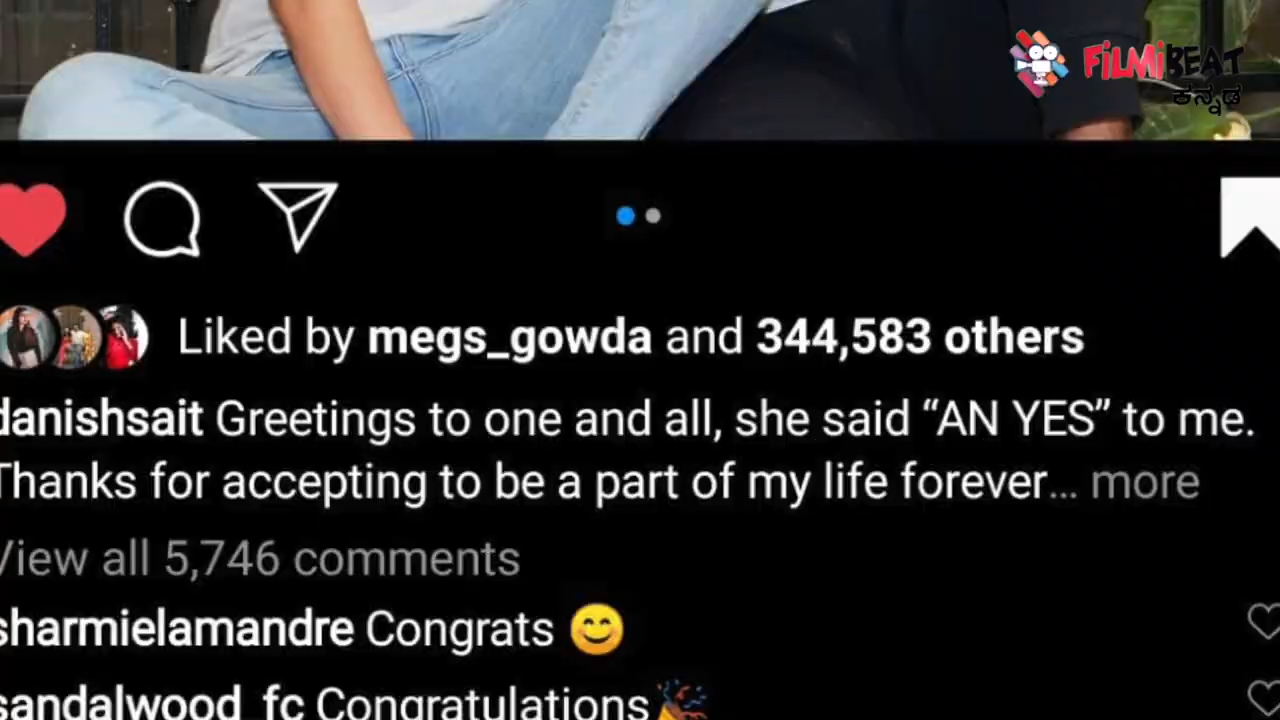 FiLMiBEAT
ಕನ್ನಡ
Liked by megs_gowda and 344,583 others
danishsait Greetings to one and all, she said “AN YES” to me.
Thanks for accepting to be a part of my life forever... more
View all 5,746 comments
sharmielamandre Congrats 😊
sandalwood_fc Congratulations🎉